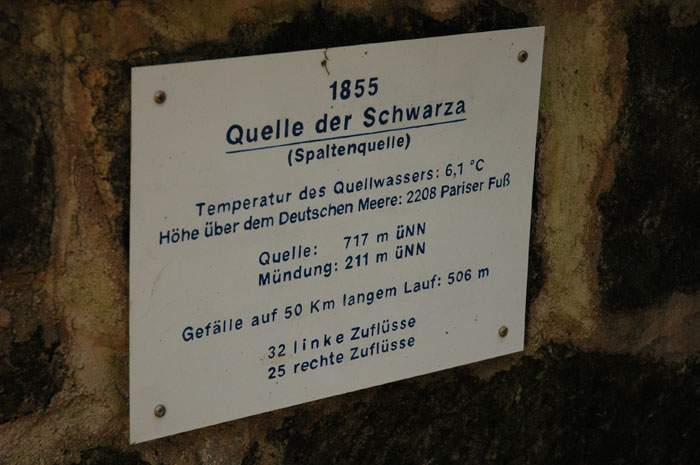 1855
Quelle der Schwarza
(Spaltenquelle)
Temperatur des Quellwassers: 6,1 °C
Höhe über dem Deutschen Meere: 2208 Pariser Fuß
Quelle: 717 m üNN
Mündung: 211 m üNN
Gefälle auf 50 Km langem Lauf: 506 m
32 linke Zuflüsse
25 rechte Zuflüsse